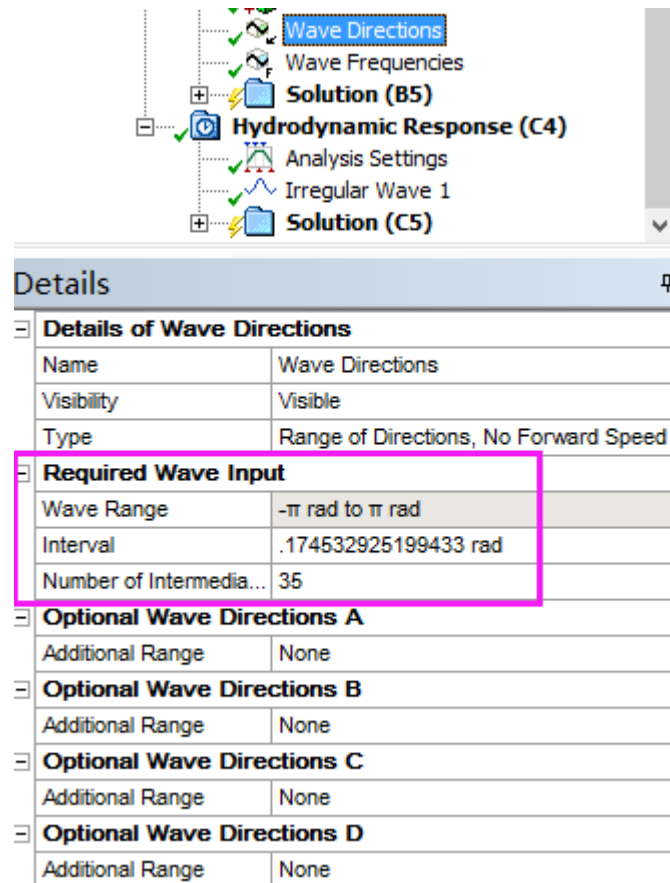 Wave Directions
Wave Frequencies
Solution (B5)
Hydrodynamic Response (C4)
Analysis Settings
Irregular Wave 1
Solution (C5)
Details
Details of Wave Directions
Name Wave Directions
Visibility Visible
Type Range of Directions, No Forward Speed
Required Wave Input
Wave Range -π rad to π rad
Interval .174532925199433 rad
Number of Intermedia... 35
Optional Wave Directions A
Additional Range None
Optional Wave Directions B
Additional Range None
Optional Wave Directions C
Additional Range None
Optional Wave Directions D
Additional Range None